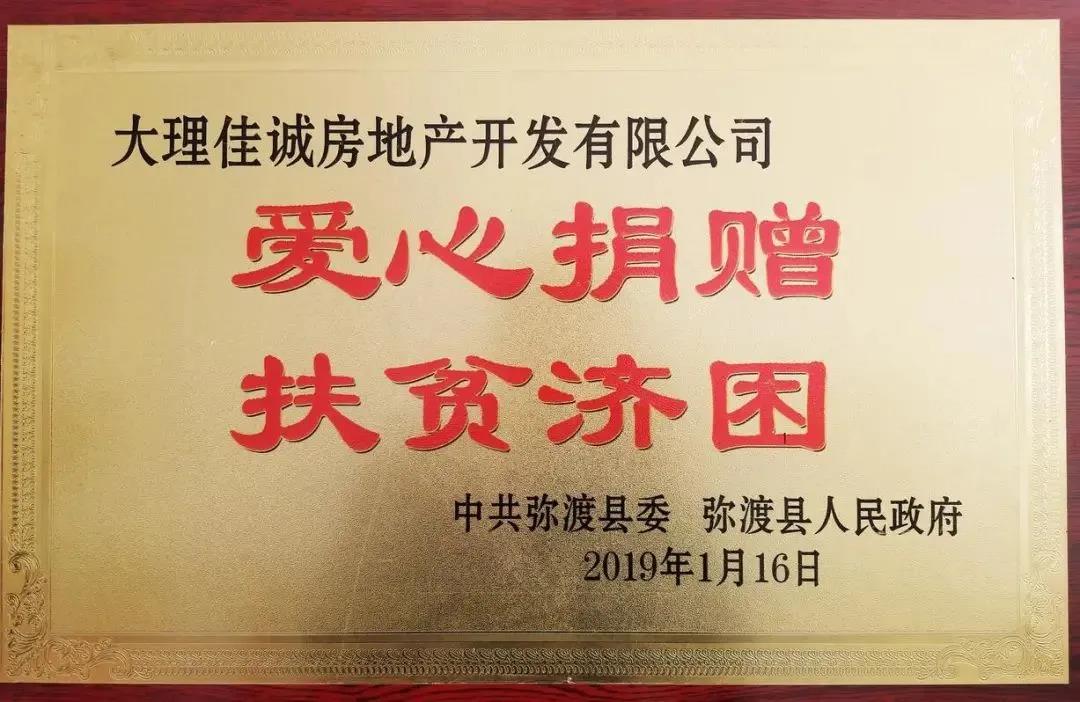 大理佳诚房地产开发有限公司
爱心捐赠
扶贫济困
中共弥渡县委 弥渡县人民政府
2019年1月16日